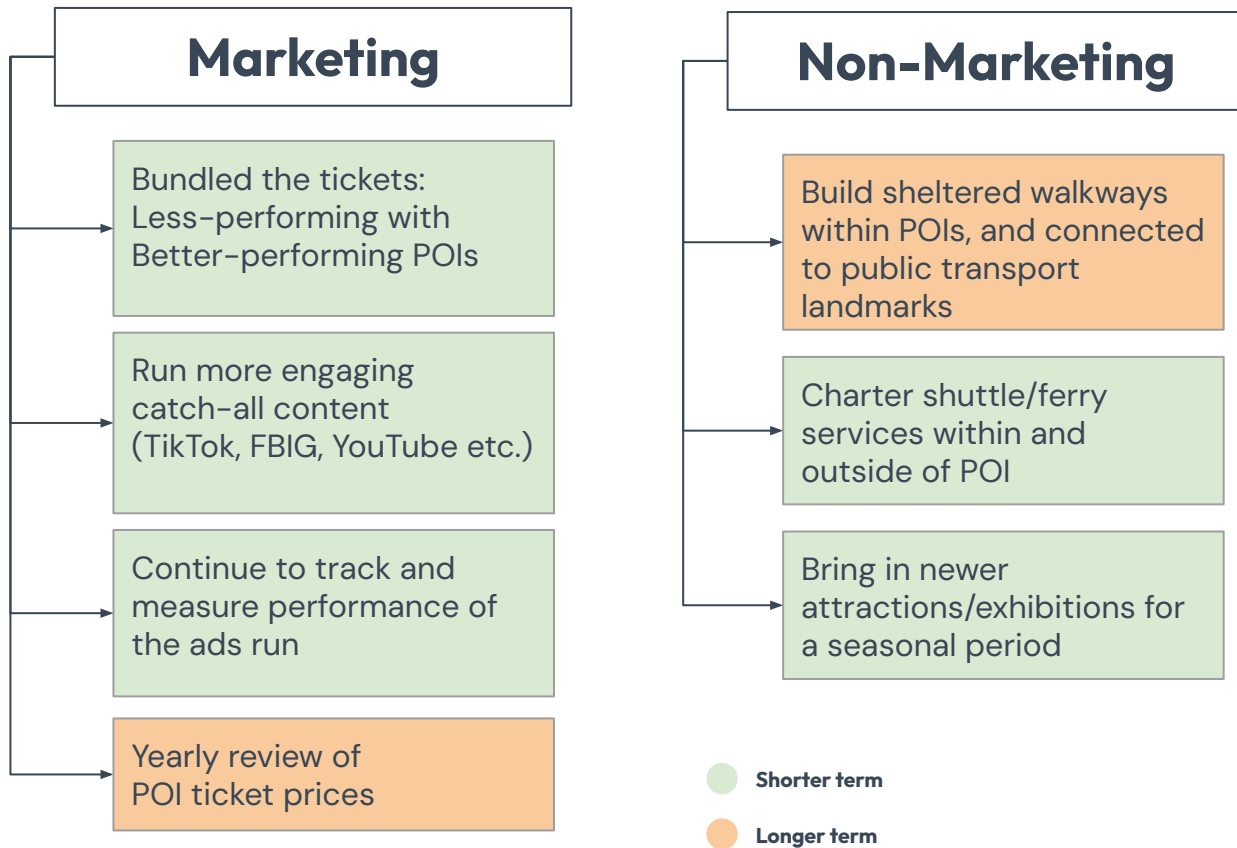 Marketing
Bundled the tickets:
Less-performing with
Better-performing POIs
Run more engaging
catch-all content
(TikTok, FBIG, YouTube etc.)
Continue to track and
measure performance of
the ads run
Yearly review of
POI ticket prices
Non-Marketing
Build sheltered walkways
within POIs, and connected
to public transport
landmarks
Charter shuttle/ferry
services within and
outside of POI
Bring in newer
attractions/exhibitions for
a seasonal period
Shorter term
Longer term